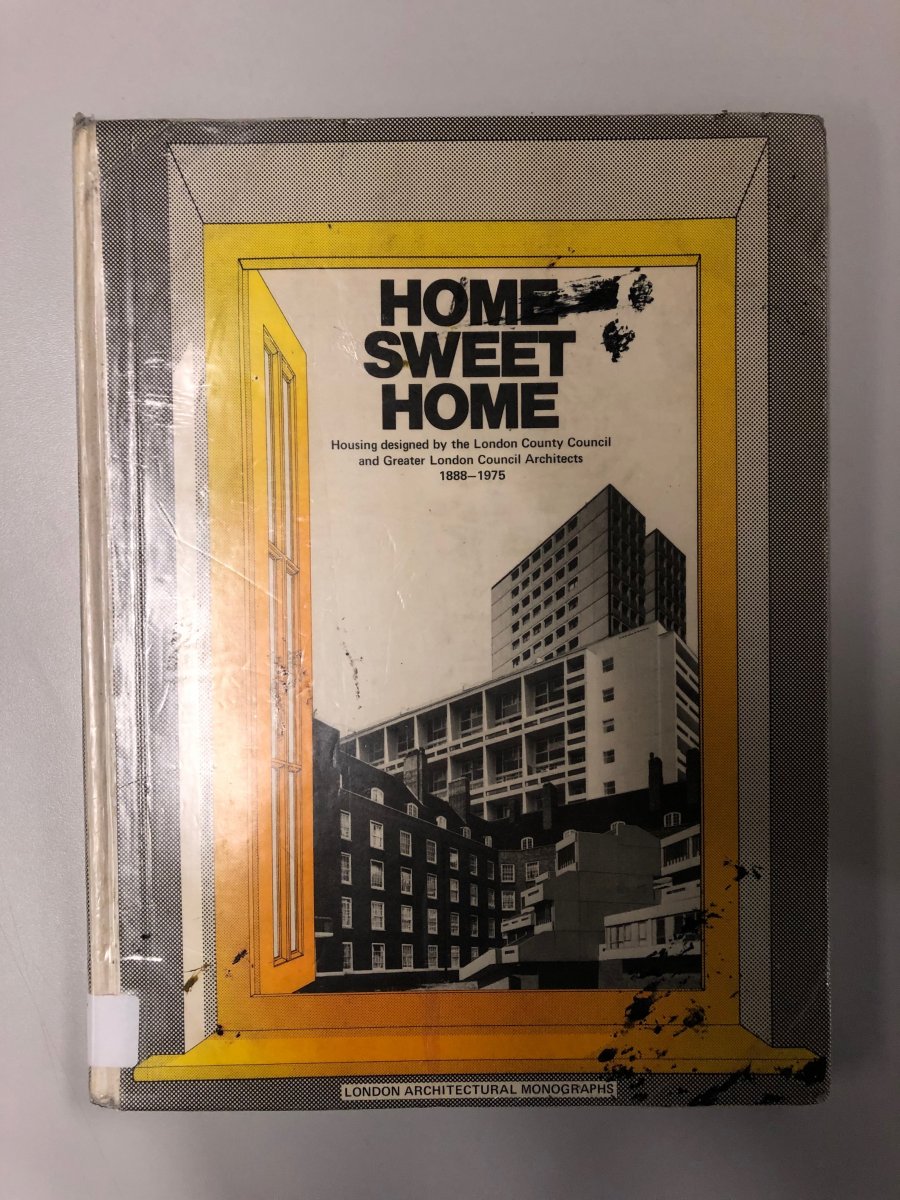 HOME
SWEET
HOME
Housing designed by the London County Council
and Greater London Council Architects
1888–1975
LONDON ARCHITECTURAL MONOGRAPHS